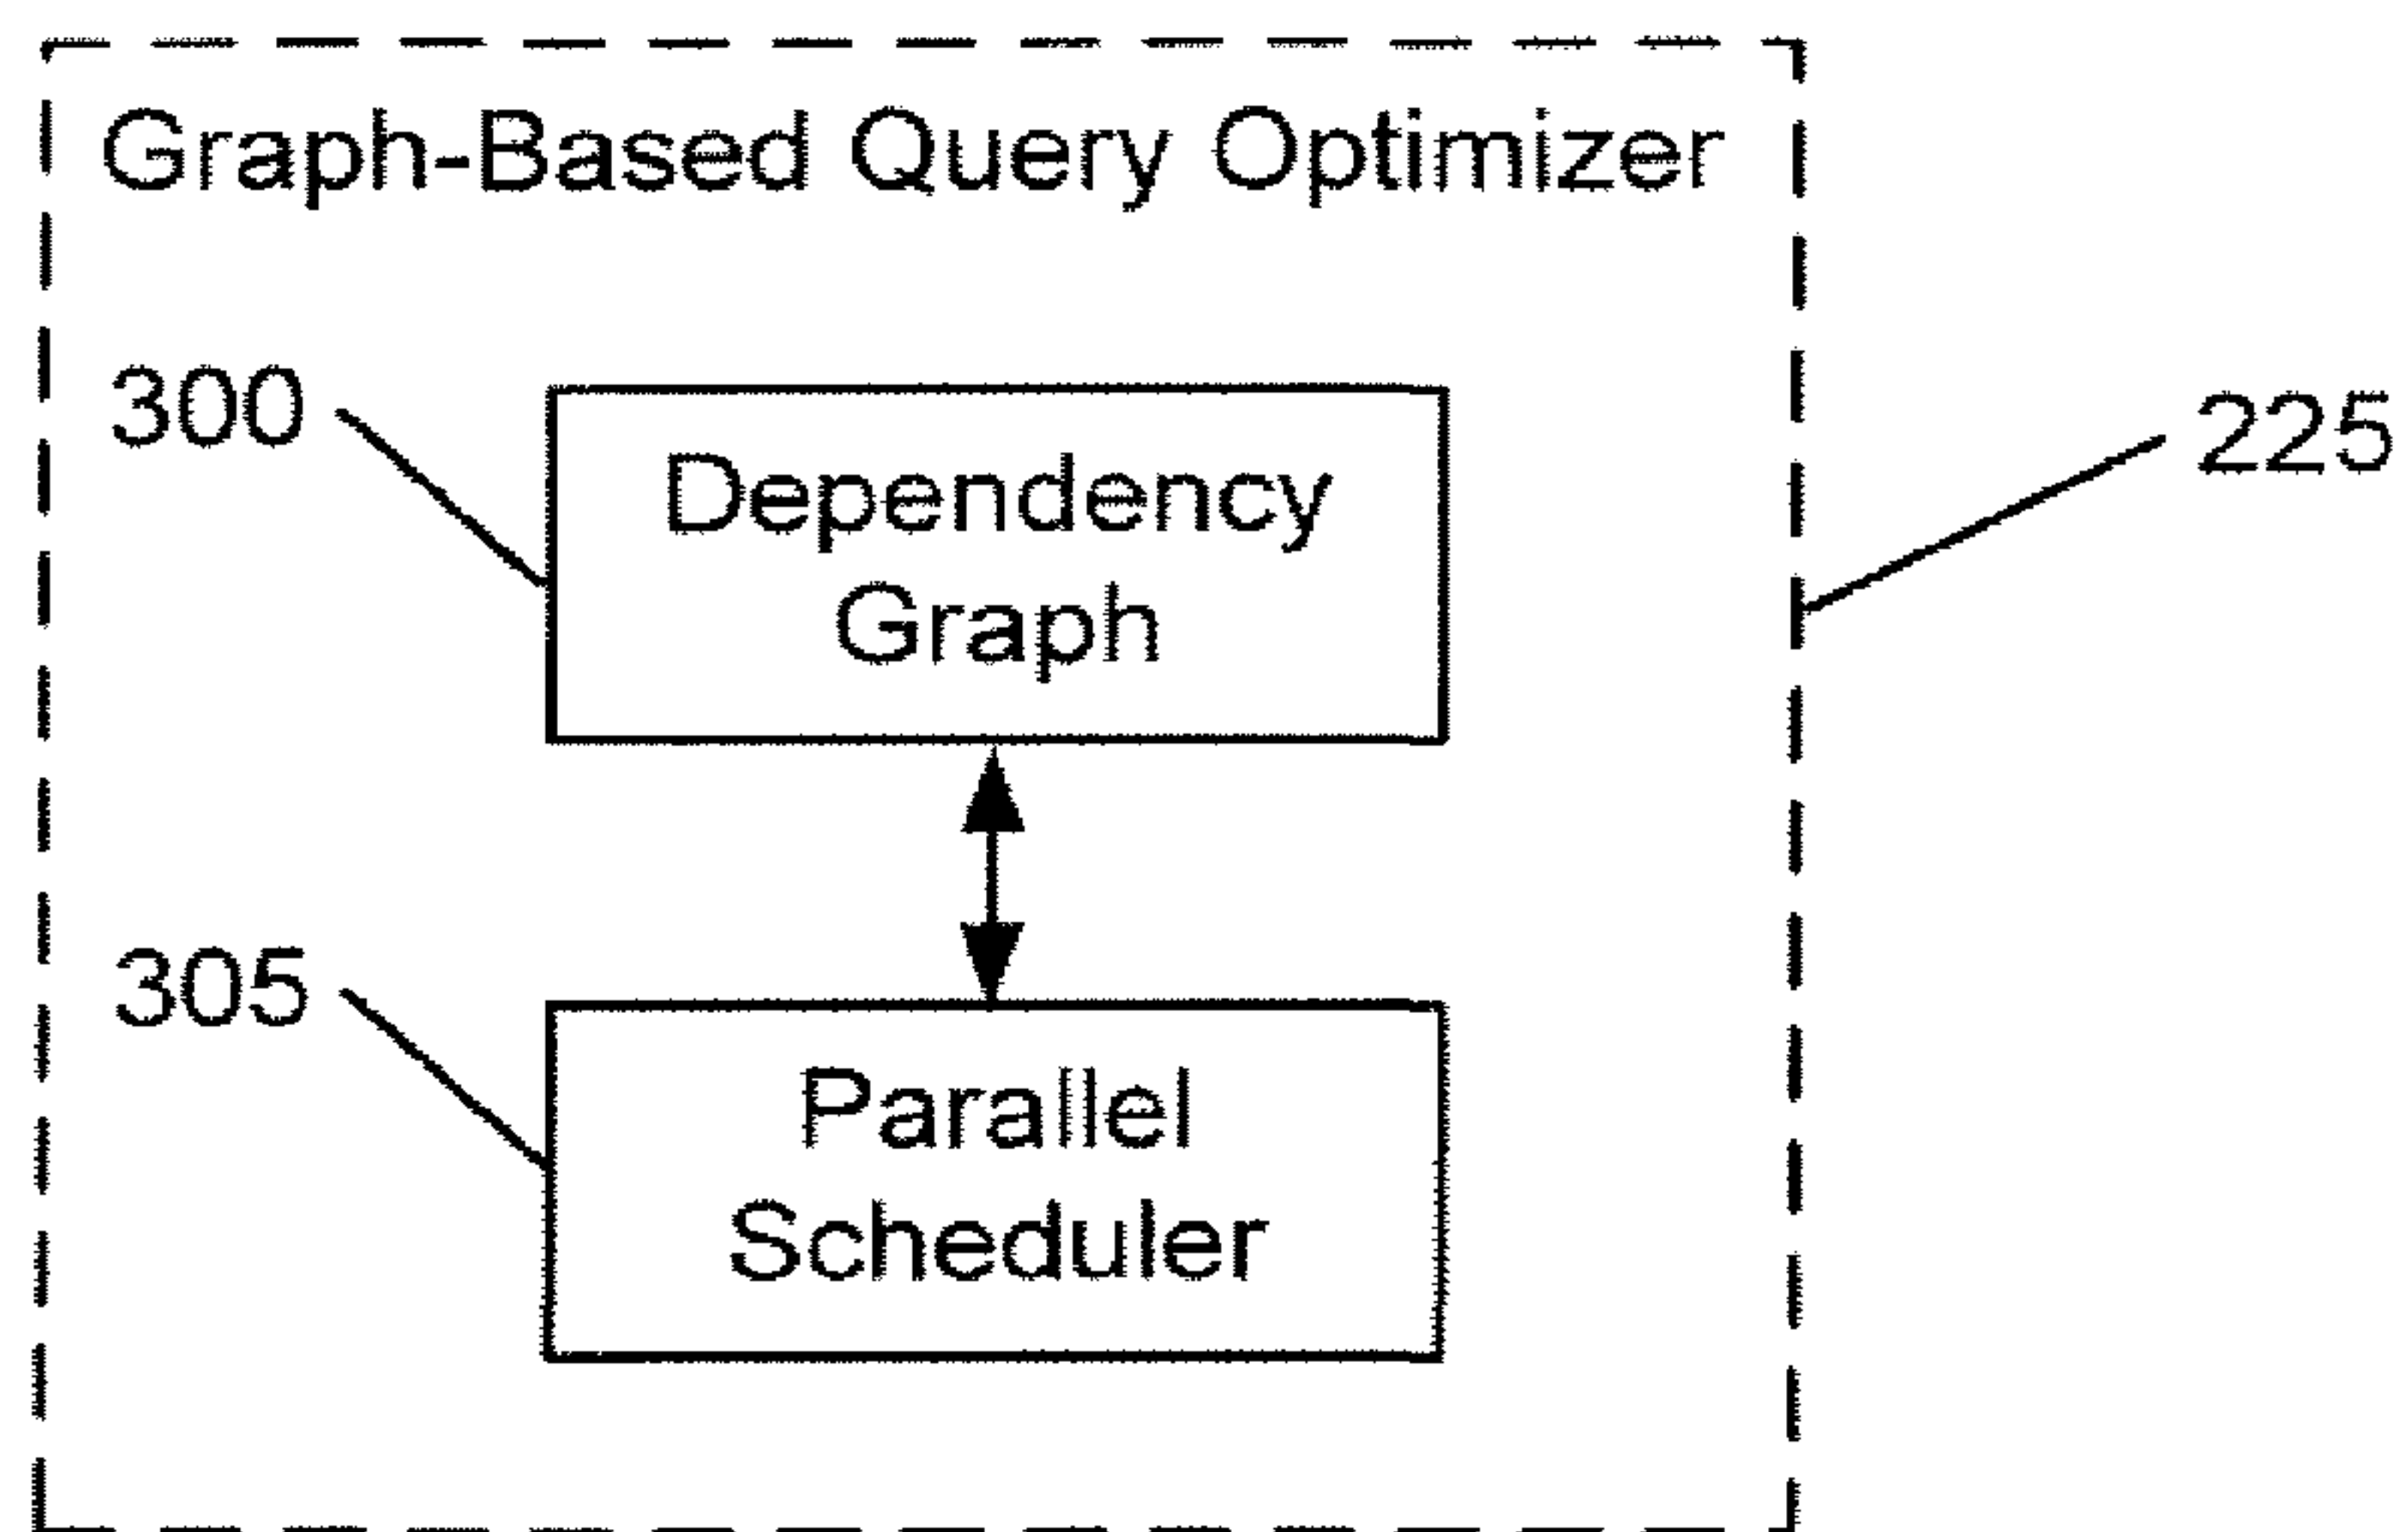 Graph-Based Query Optimizer
300
Dependency
Graph
225
305
Parallel
Scheduler